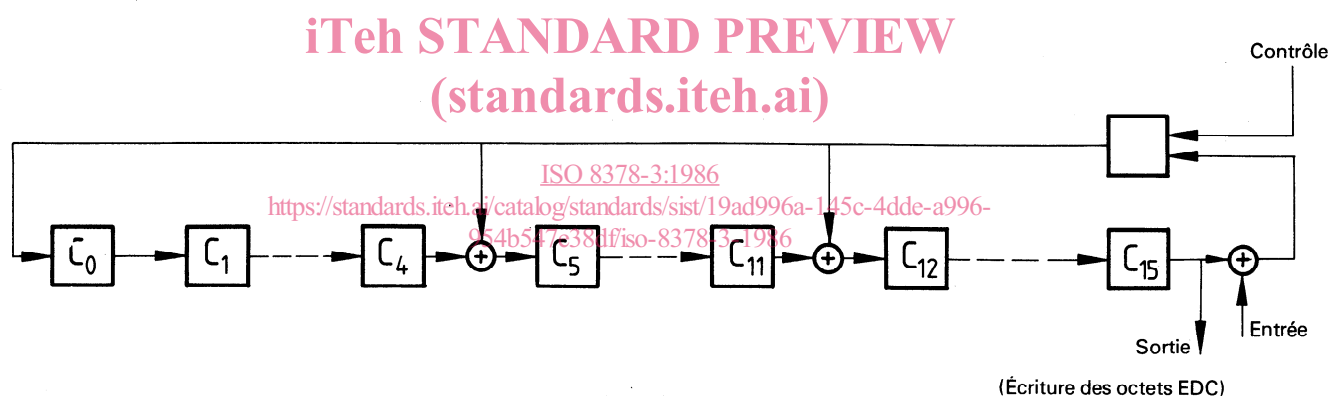 iTeh STANDARD PREVIEW
(standards.iteh.ai)
Contrôle
ISO 8378-3:1986
https://standards.iteh.ai/catalog/standards/sist/19ad996a-145c-4dde-a996-
954b547e38df/iso-8378-3-1986
C0 C1 C4 + C5 C11 + C12 C15 +
Entrée
Sortie
(Écriture des octets EDC)